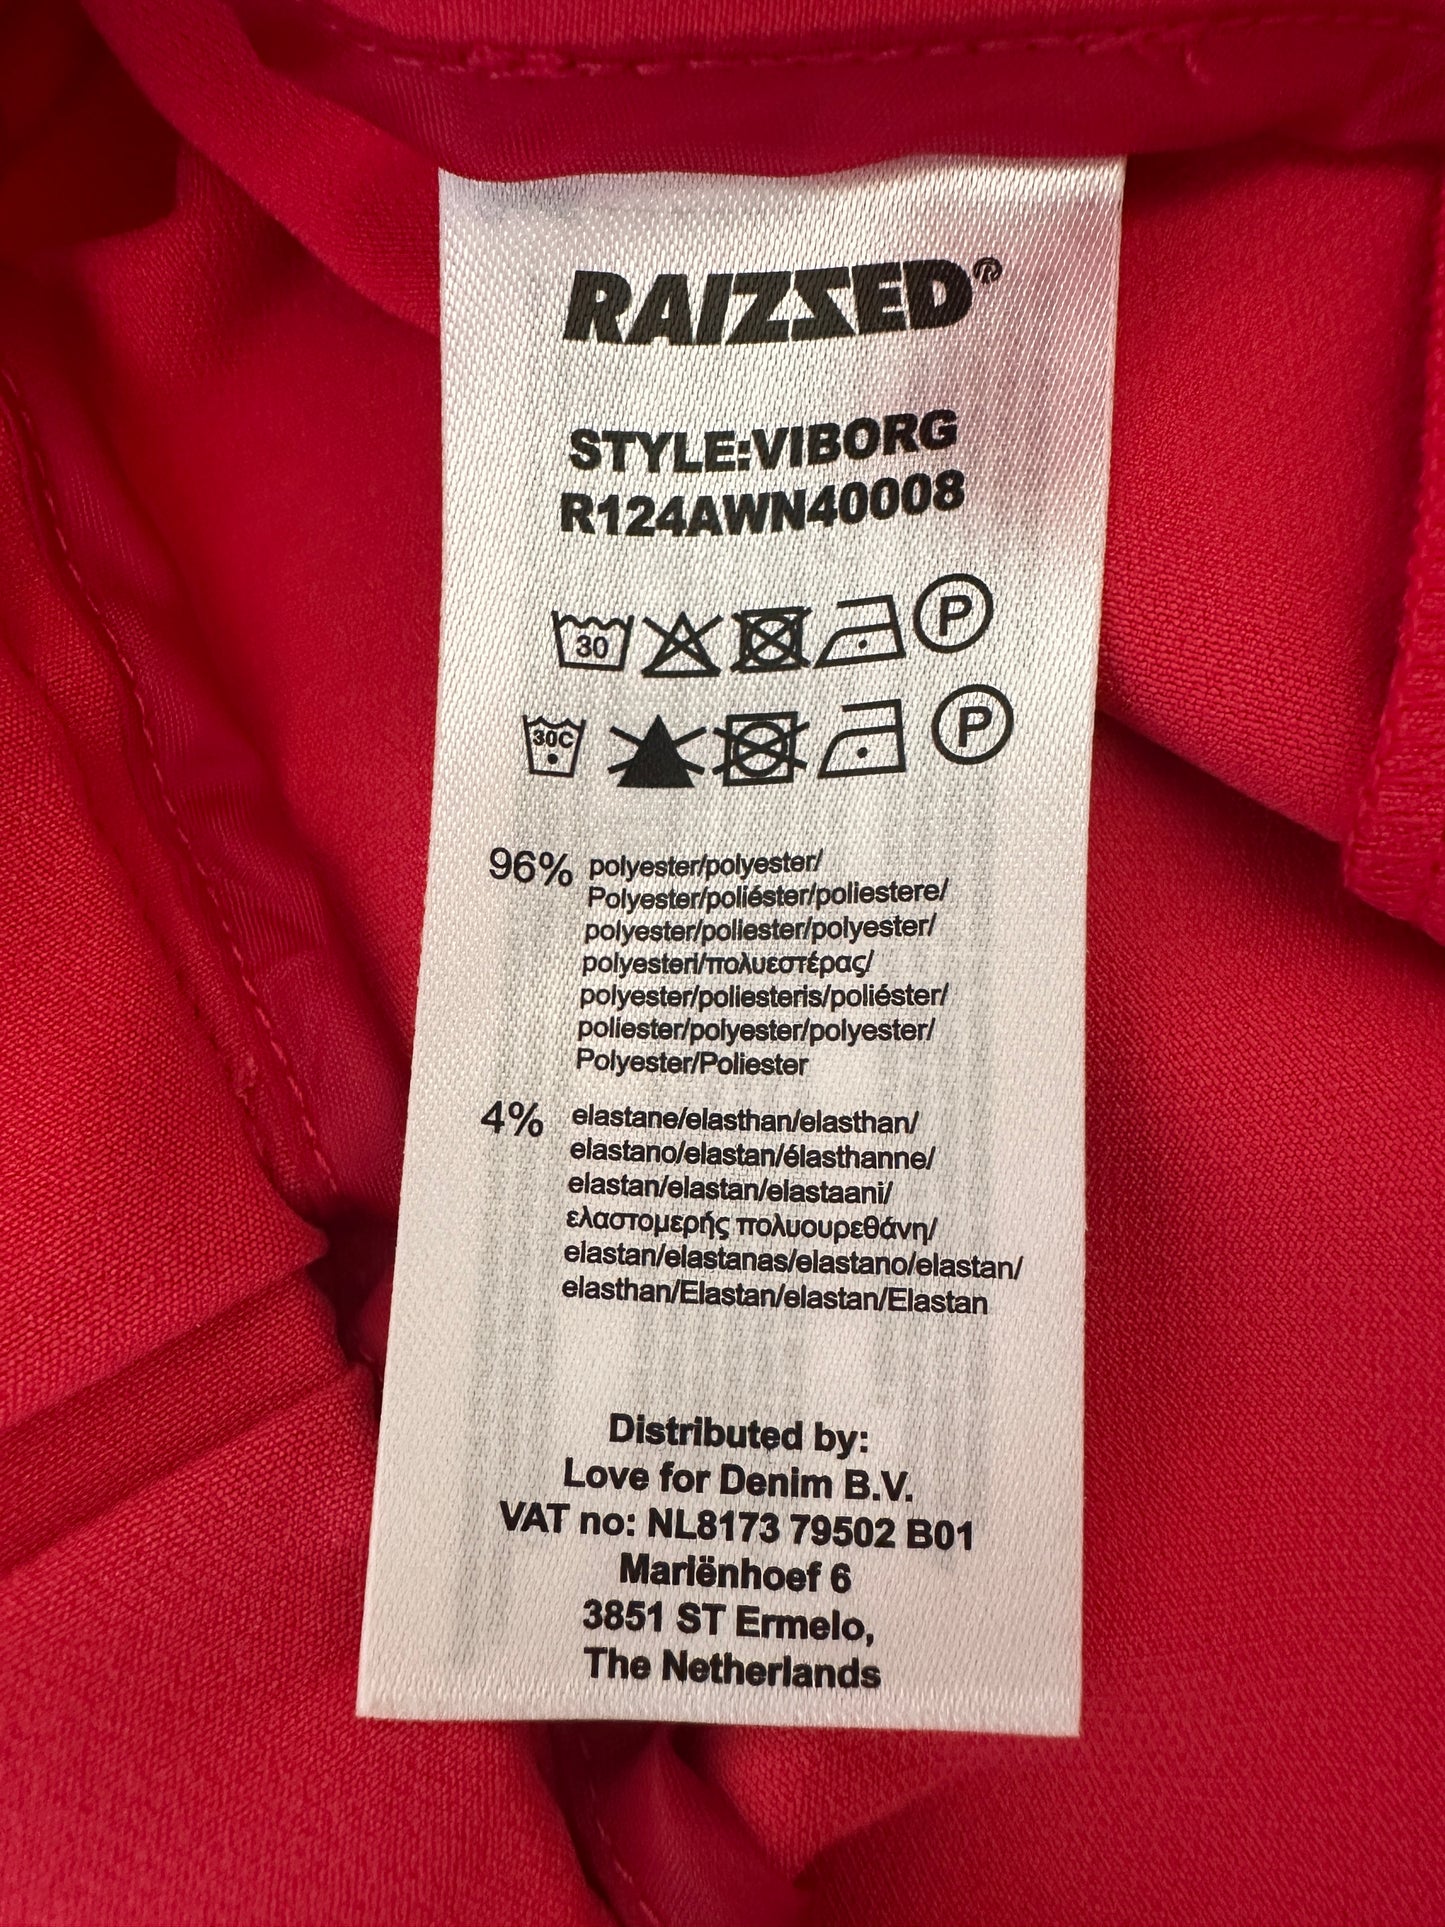 RAIZZED®
STYLE:VIBORG
R124AWN40008
30 P
30C P
96% polyester/polyester/
Polyester/poliéster/poliestere/
polyester/poliester/polyester/
polyesteri/πολυεστέρας/
polyester/poliesteris/poliéster/
poliester/polyester/polyester/
Polyester/Poliester
4% elastane/elasthan/elasthan/
elastano/elastan/élasthanne/
elastan/elastan/elastaani/
ελαστομερής πολυουρεθάνη/
elastan/elastanas/elastano/elastan/
elasthan/Elastan/elastan/Elastan
Distributed by:
Love for Denim B.V.
VAT no: NL8173 79502 B01
Mariënhoef 6
3851 ST Ermelo,
The Netherlands